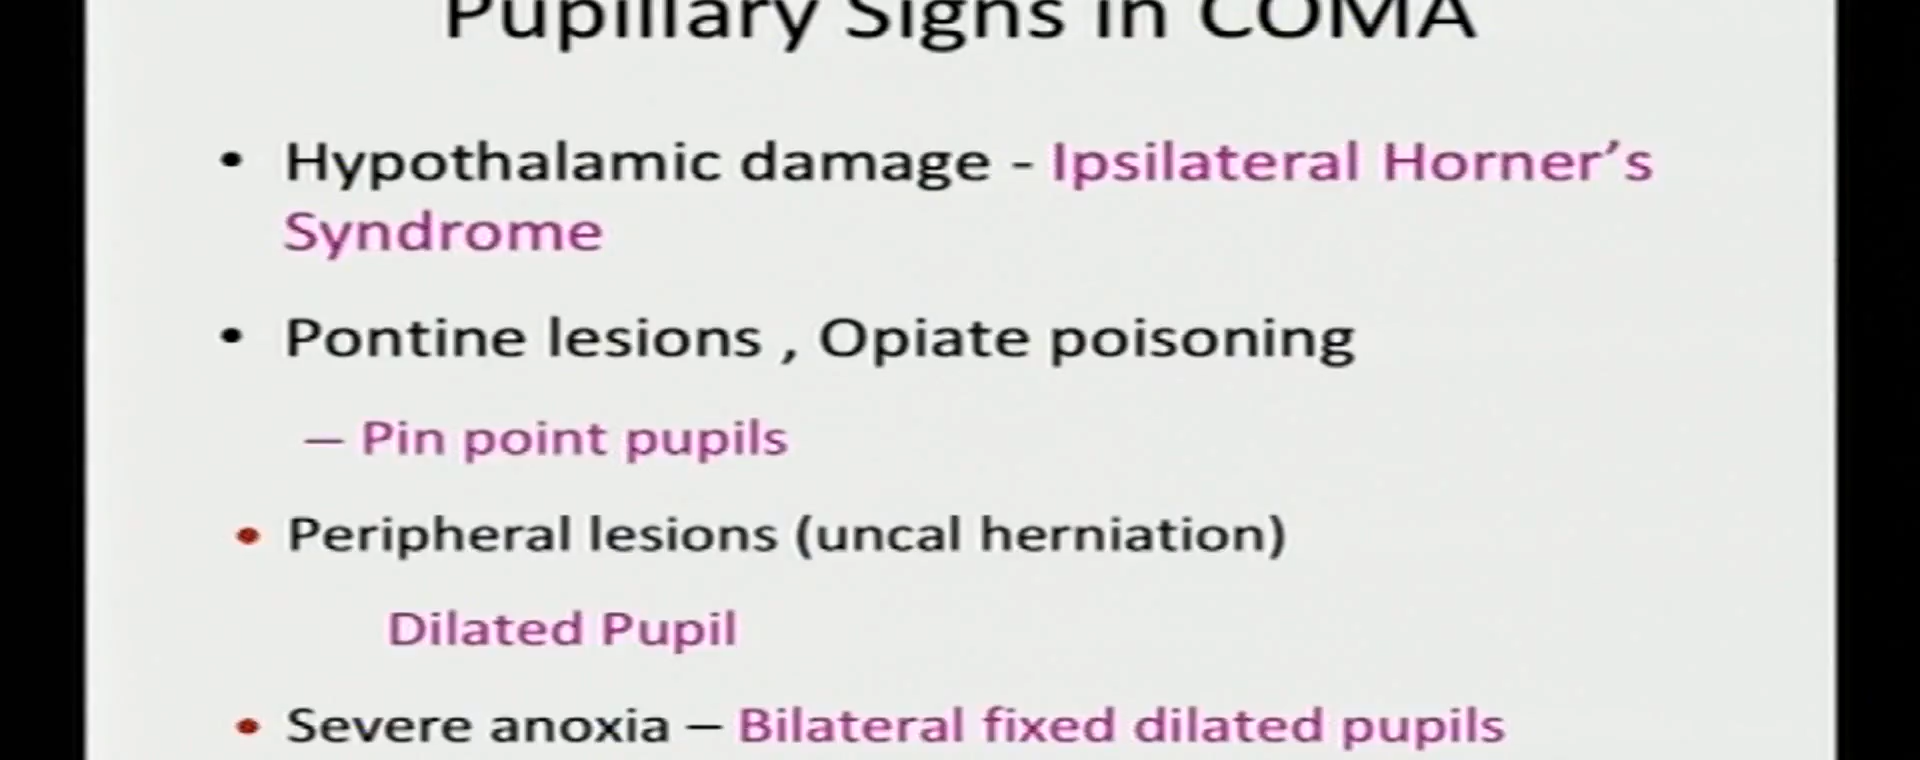 Pupillary Signs in COMA
• Hypothalamic damage - Ipsilateral Horner's
Syndrome
• Pontine lesions , Opiate poisoning
– Pin point pupils
• Peripheral lesions (uncal herniation)
Dilated Pupil
• Severe anoxia – Bilateral fixed dilated pupils